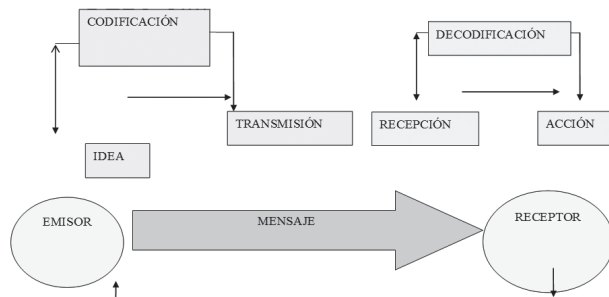 CODIFICACIÓN
DECODIFICACIÓN
TRANSMISIÓN
RECEPCIÓN
ACCIÓN
IDEA
EMISOR
MENSAJE
RECEPTOR